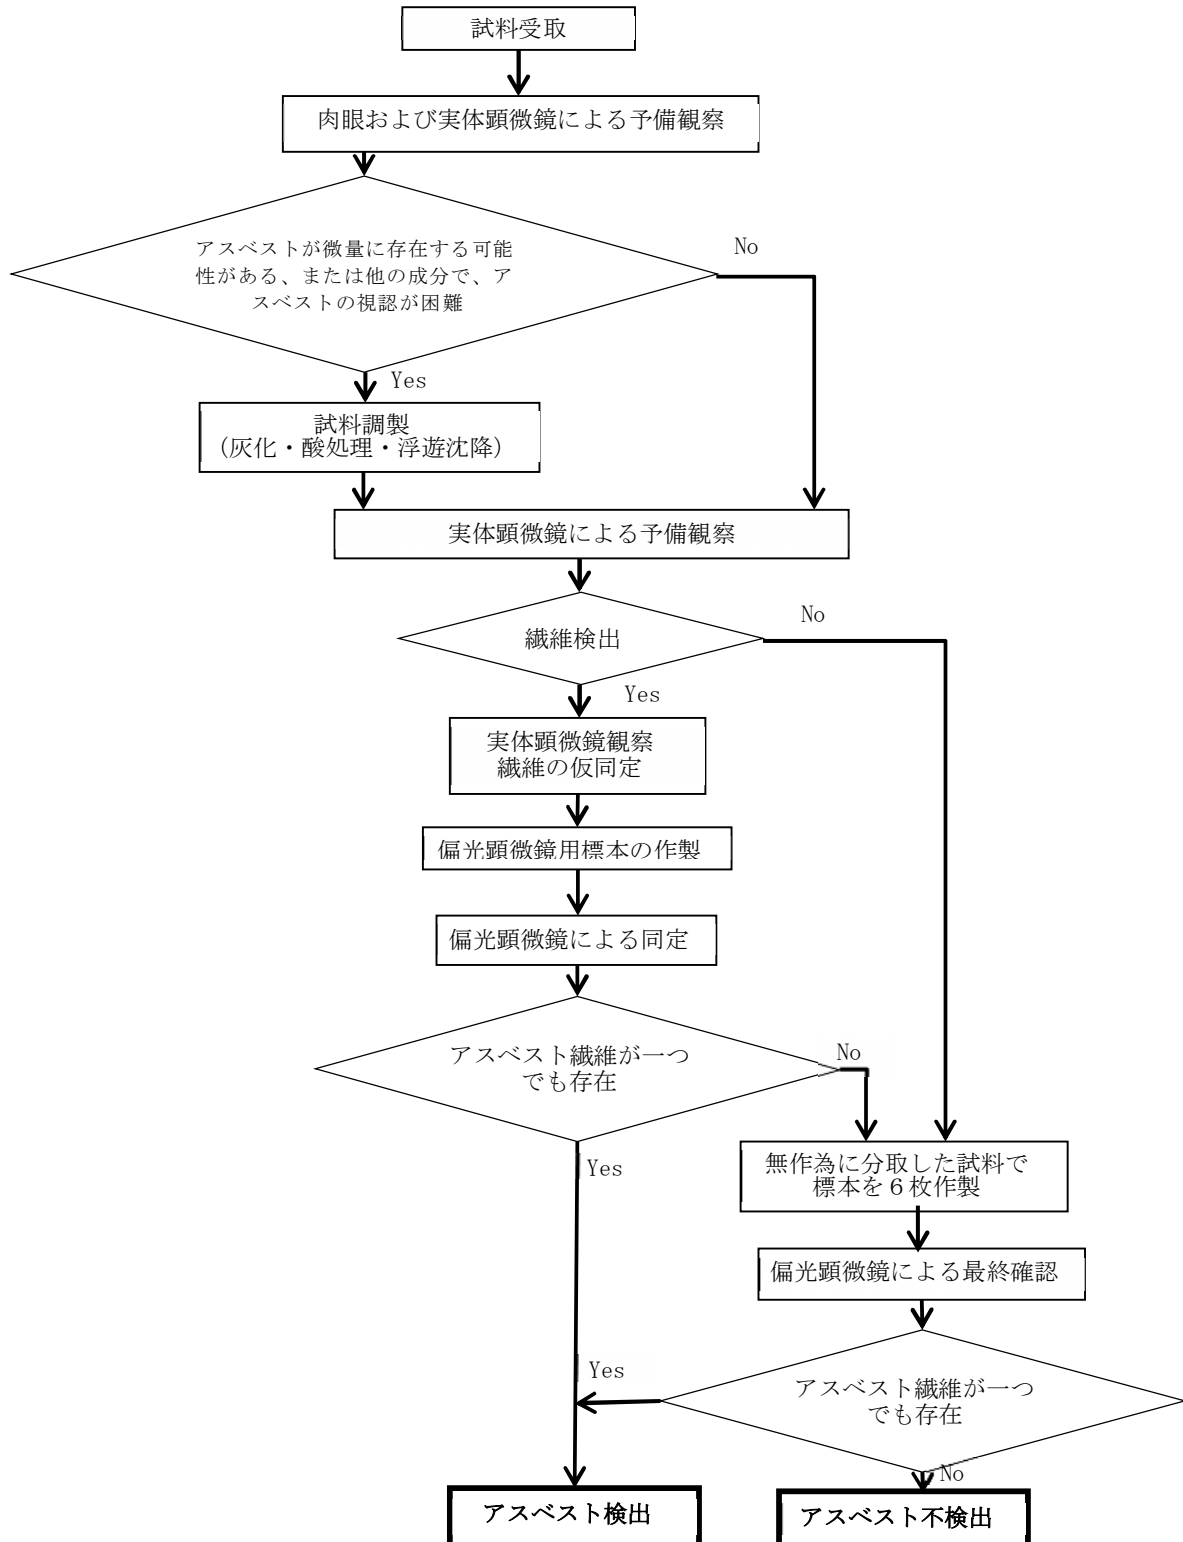 試料受取
肉眼および実体顕微鏡による予備観察
アスベストが微量に存在する可能
性がある、または他の成分で、ア
スベストの視認が困難
No
Yes
試料調製
（灰化・酸処理・浮遊沈降）
実体顕微鏡による予備観察
繊維検出
No
Yes
実体顕微鏡観察
繊維の仮同定
偏光顕微鏡用標本の作製
偏光顕微鏡による同定
アスベスト繊維が一つ
でも存在
No
Yes
無作為に分取した試料で
標本を６枚作製
偏光顕微鏡による最終確認
アスベスト繊維が一つ
でも存在
Yes
No
アスベスト検出
アスベスト不検出